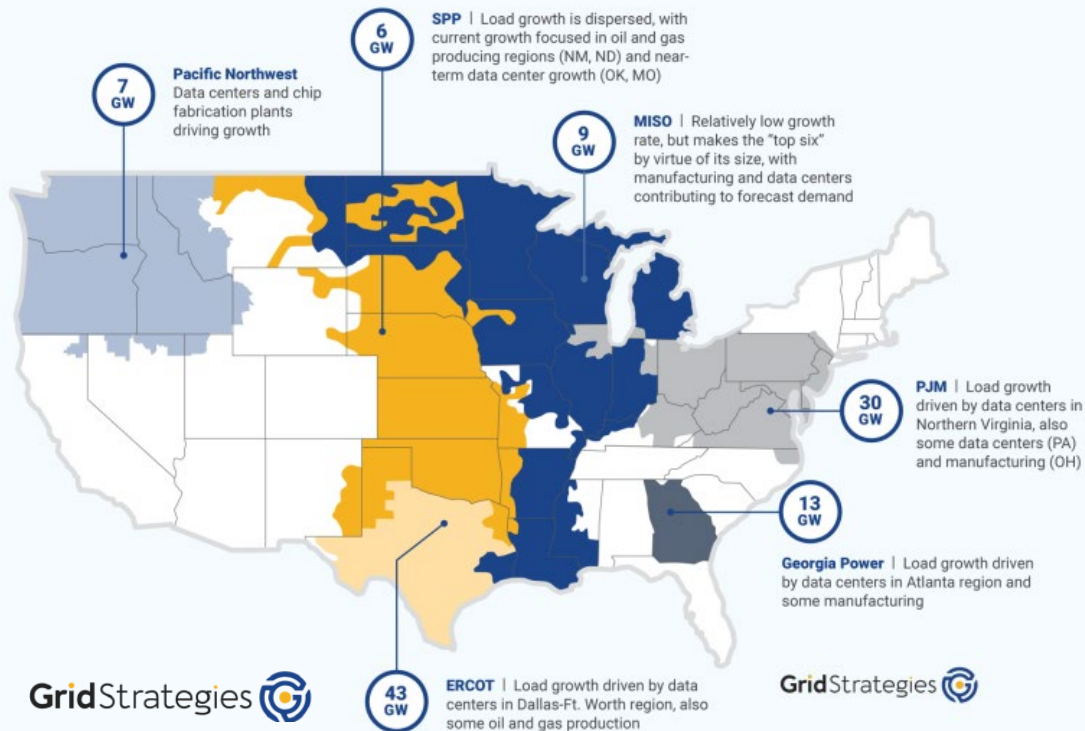 6
GW
SPP | Load growth is dispersed, with
current growth focused in oil and gas
producing regions (NM, ND) and near-
term data center growth (OK, MO)
7
GW
Pacific Northwest
Data centers and chip
fabrication plants
driving growth
9
GW
MISO | Relatively low growth
rate, but makes the “top six”
by virtue of its size, with
manufacturing and data centers
contributing to forecast demand
30
GW
PJM | Load growth
driven by data centers in
Northern Virginia, also
some data centers (PA)
and manufacturing (OH)
13
GW
Georgia Power | Load growth driven
by data centers in Atlanta region and
some manufacturing
43
GW
ERCOT | Load growth driven by data
centers in Dallas-Ft. Worth region, also
some oil and gas production
GridStrategies
GridStrategies